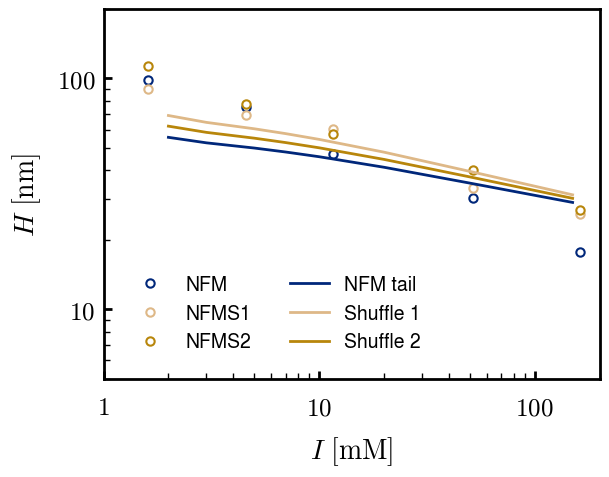 100
10
H [nm]
NFM
NFMS1
NFMS2
NFM tail
Shuffle 1
Shuffle 2
1
10
100
I [mM]